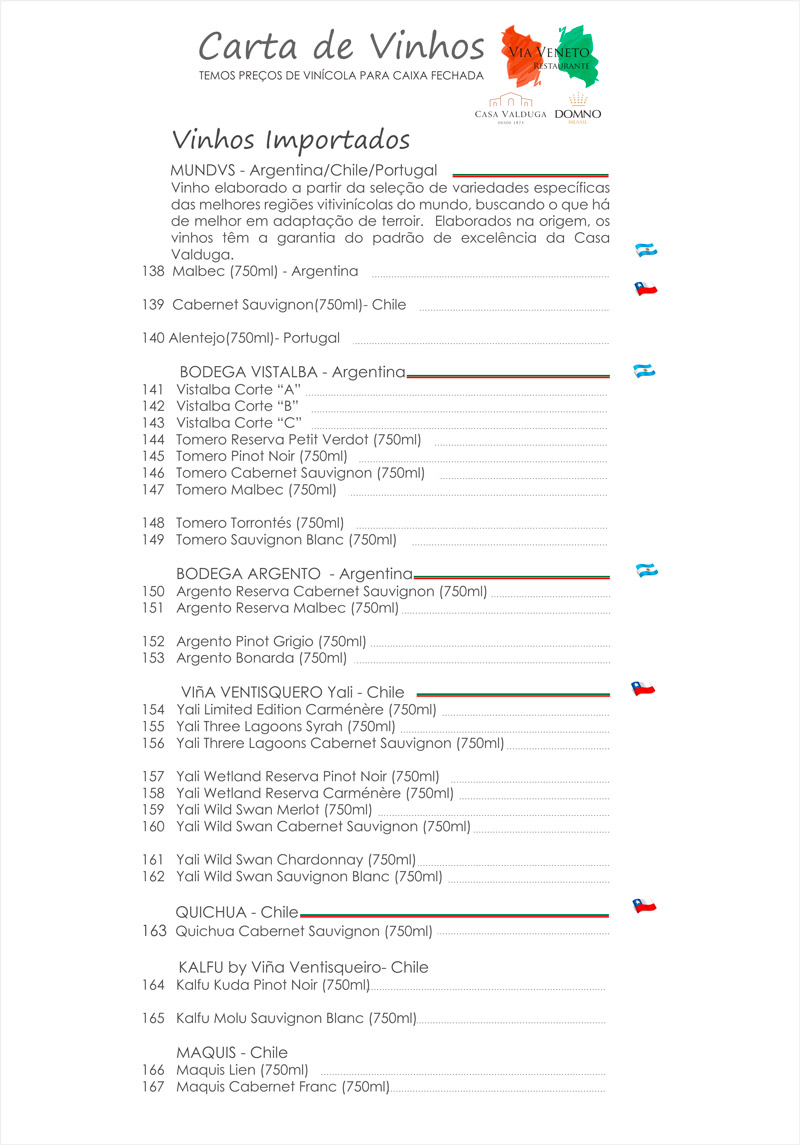 Carta de Vinhos
TEMOS PREÇOS DE VINÍCOLA PARA CAIXA FECHADA
VIA VENETO
RESTAURANTE
CASA VALDUGA
DESDE 1875
DOMNO
BRASIL
Vinhos Importados
MUNDVS - Argentina/Chile/Portugal
Vinho elaborado a partir da seleção de variedades específicas
das melhores regiões vitivinícolas do mundo, buscando o que há
de melhor em adaptação de terroir. Elaborados na origem, os
vinhos têm a garantia do padrão de excelência da Casa
Valduga.
138 Malbec (750ml) - Argentina
139 Cabernet Sauvignon(750ml)- Chile
140 Alentejo(750ml)- Portugal
BODEGA VISTALBA - Argentina
141 Vistalba Corte “A”
142 Vistalba Corte “B”
143 Vistalba Corte “C”
144 Tomero Reserva Petit Verdot (750ml)
145 Tomero Pinot Noir (750ml)
146 Tomero Cabernet Sauvignon (750ml)
147 Tomero Malbec (750ml)
148 Tomero Torrontés (750ml)
149 Tomero Sauvignon Blanc (750ml)
BODEGA ARGENTO - Argentina
150 Argento Reserva Cabernet Sauvignon (750ml)
151 Argento Reserva Malbec (750ml)
152 Argento Pinot Grigio (750ml)
153 Argento Bonarda (750ml)
VIñA VENTISQUERO Yali - Chile
154 Yali Limited Edition Carménère (750ml)
155 Yali Three Lagoons Syrah (750ml)
156 Yali Threre Lagoons Cabernet Sauvignon (750ml)
157 Yali Wetland Reserva Pinot Noir (750ml)
158 Yali Wetland Reserva Carménère (750ml)
159 Yali Wild Swan Merlot (750ml)
160 Yali Wild Swan Cabernet Sauvignon (750ml)
161 Yali Wild Swan Chardonnay (750ml)
162 Yali Wild Swan Sauvignon Blanc (750ml)
QUICHUA - Chile
163 Quichua Cabernet Sauvignon (750ml)
KALFU by Viña Ventisqueiro- Chile
164 Kalfu Kuda Pinot Noir (750ml)
165 Kalfu Molu Sauvignon Blanc (750ml)
MAQUIS - Chile
166 Maquis Lien (750ml)
167 Maquis Cabernet Franc (750ml)